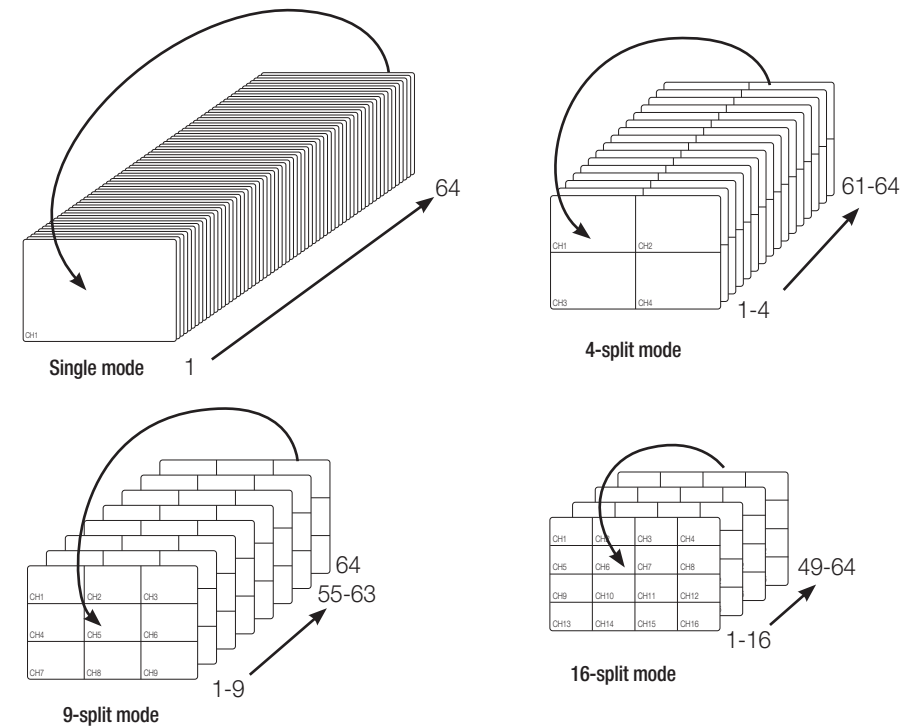 64
CH1
Single mode
1
61-64
CH1
CH2
CH3
CH4
1-4
4-split mode
64
55-63
CH1
CH2
CH3
CH4
CH5
CH6
CH7
CH8
CH9
1-9
9-split mode
49-64
CH1
CH2
CH3
CH4
CH5
CH6
CH7
CH8
CH9
CH10
CH11
CH12
CH13
CH14
CH15
CH16
1-16
16-split mode